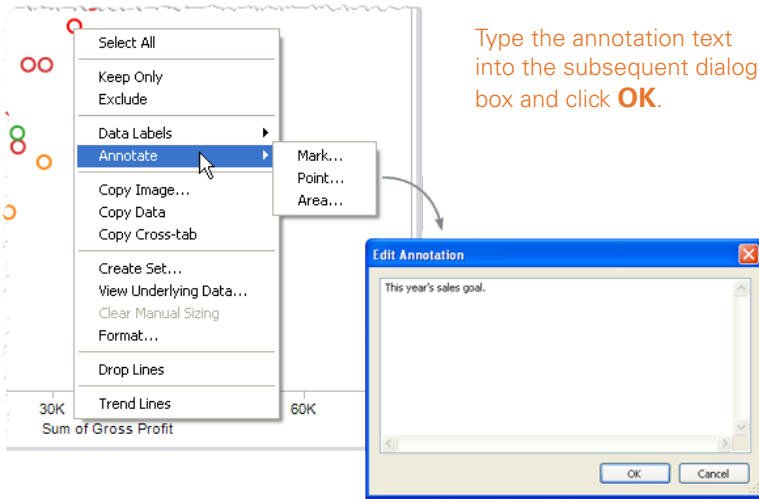 Type the annotation text
into the subsequent dialog
box and click OK.
Select All
Keep Only
Exclude
Data Labels
Annotate
Mark...
Point...
Area...
Copy Image...
Copy Data
Copy Cross-tab
Create Set...
View Underlying Data...
Clear Manual Sizing
Format...
Drop Lines
Trend Lines
30K
60K
Sum of Gross Profit
Edit Annotation
This year's sales goal.
OK
Cancel